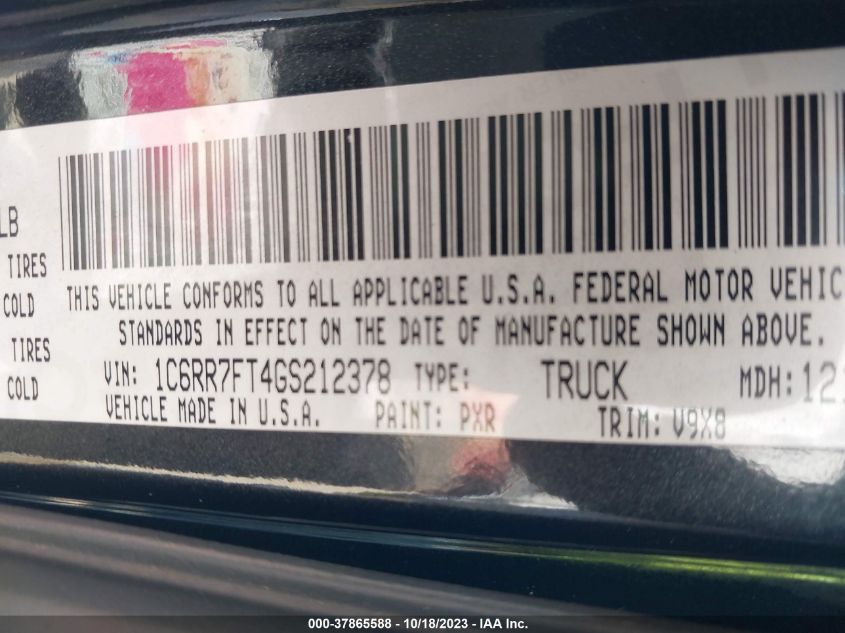 LB
TIRES
COLD
TIRES
COLD
THIS VEHICLE CONFORMS TO ALL APPLICABLE U.S.A. FEDERAL MOTOR VEHIC
STANDARDS IN EFFECT ON THE DATE OF MANUFACTURE SHOWN ABOVE.
VIN: 1C6RR7FT4GS212378 TYPE: TRUCK MDH: 121
VEHICLE MADE IN U.S.A. PAINT: PXR TRIM: V9X8
000-37865588 - 10/18/2023 - IAA Inc.